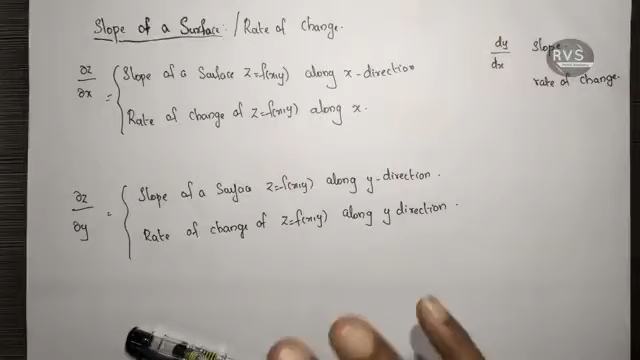 Slope of a Surface: / Rate of change.
dy/dx slope
RVS
rate of change.
∂z/∂x = { Slope of a Surface z=f(x,y) along x-direction
Rate of change of z=f(x,y) along x.
∂z/∂y = { Slope of a Surface z=f(x,y) along y-direction.
Rate of change of z=f(x,y) along y direction.